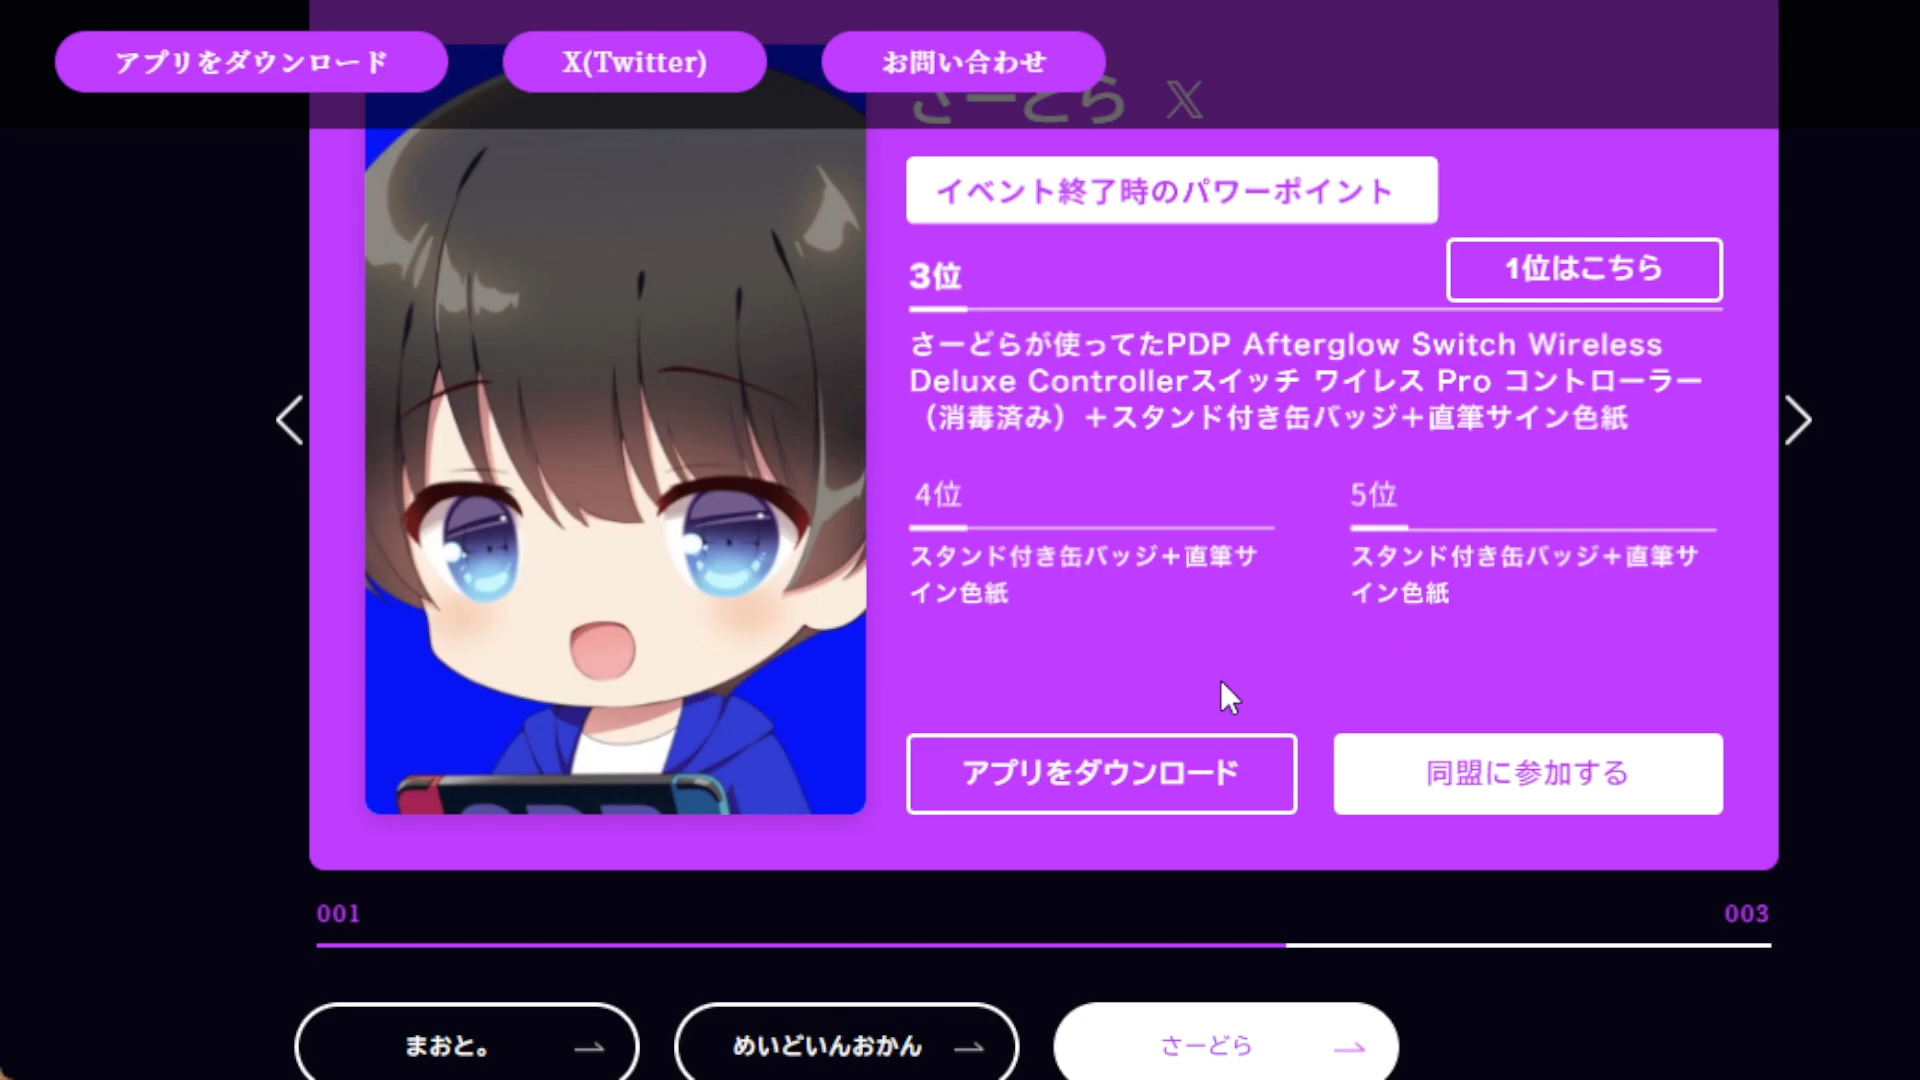 アプリをダウンロード
X(Twitter)
お問い合わせ
さーどら
イベント終了時のパワーポイント
3位
1位はこちら
さーどらが使ってたPDP Afterglow Switch Wireless
Deluxe Controllerスイッチ ワイレス Pro コントローラー
（消毒済み）＋スタンド付き缶バッジ＋直筆サイン色紙
4位
5位
スタンド付き缶バッジ＋直筆サ
イン色紙
スタンド付き缶バッジ＋直筆サ
イン色紙
アプリをダウンロード
同盟に参加する
001
003
まおと。
めいどいんおかん
さーどら